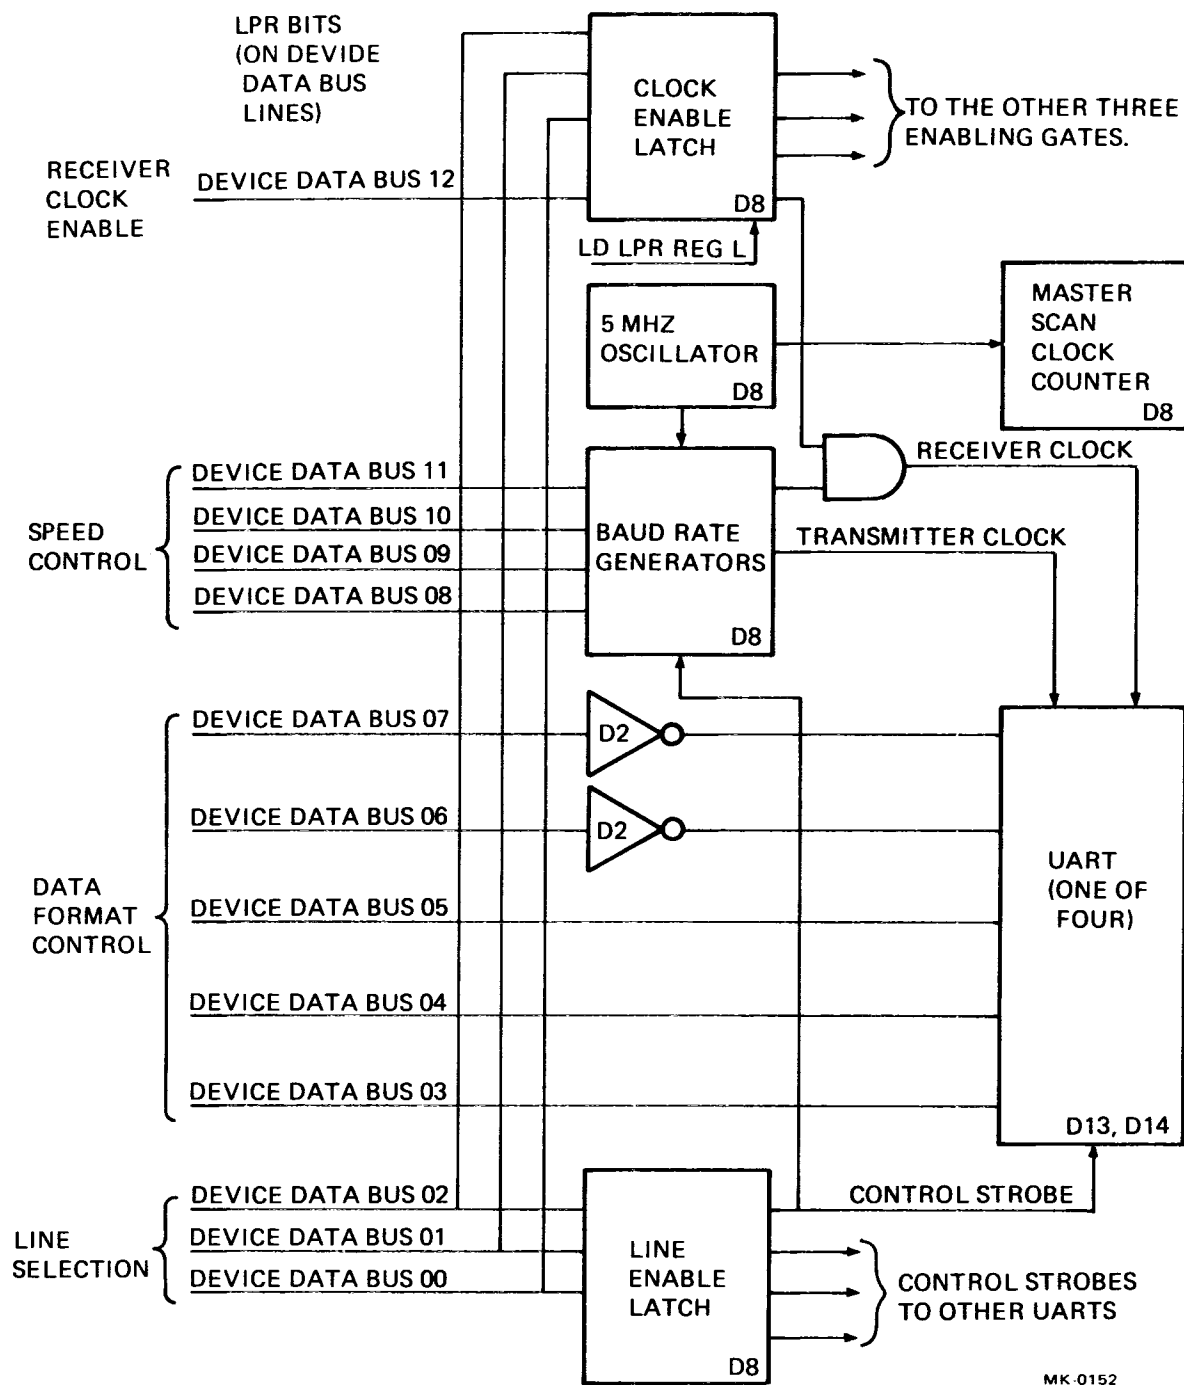 LPR BITS
(ON DEVIDE
DATA BUS
LINES)
CLOCK
ENABLE
LATCH
D8
TO THE OTHER THREE
ENABLING GATES.
RECEIVER
CLOCK
ENABLE
DEVICE DATA BUS 12
LD LPR REG L
5 MHZ
OSCILLATOR
D8
MASTER
SCAN
CLOCK
COUNTER
D8
SPEED
CONTROL
DEVICE DATA BUS 11
DEVICE DATA BUS 10
DEVICE DATA BUS 09
DEVICE DATA BUS 08
BAUD RATE
GENERATORS
D8
RECEIVER CLOCK
TRANSMITTER CLOCK
DATA
FORMAT
CONTROL
DEVICE DATA BUS 07
D2
DEVICE DATA BUS 06
D2
DEVICE DATA BUS 05
DEVICE DATA BUS 04
DEVICE DATA BUS 03
UART
(ONE OF
FOUR)
D13, D14
LINE
SELECTION
DEVICE DATA BUS 02
DEVICE DATA BUS 01
DEVICE DATA BUS 00
LINE
ENABLE
LATCH
D8
CONTROL STROBE
CONTROL STROBES
TO OTHER UARTS
MK-0152